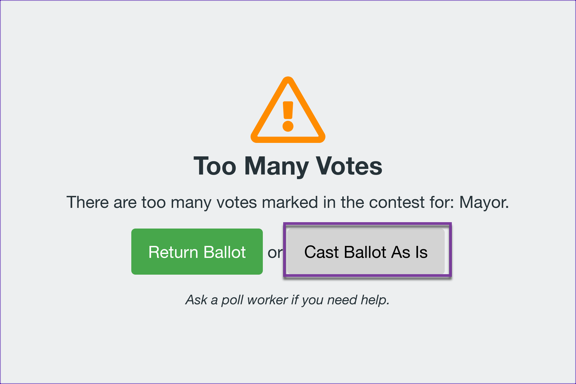 Too Many Votes
There are too many votes marked in the contest for: Mayor.
Return Ballot or Cast Ballot As Is
Ask a poll worker if you need help.